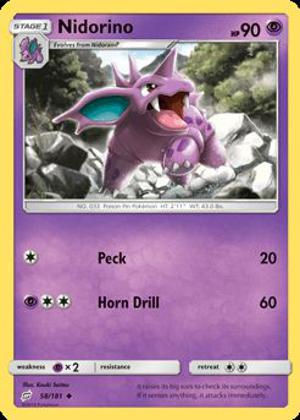 STAGE 1
Nidorino
HP 90
Evolves from Nidoran♂
NO. 033 Poison Pin Pokémon HT: 2'11" WT: 43.0 lbs.
Peck 20
Horn Drill 60
weakness ×2 resistance retreat
Illus. Kouki Saitou
58/181
It raises its big ears to check its surroundings.
If it senses anything, it attacks immediately.